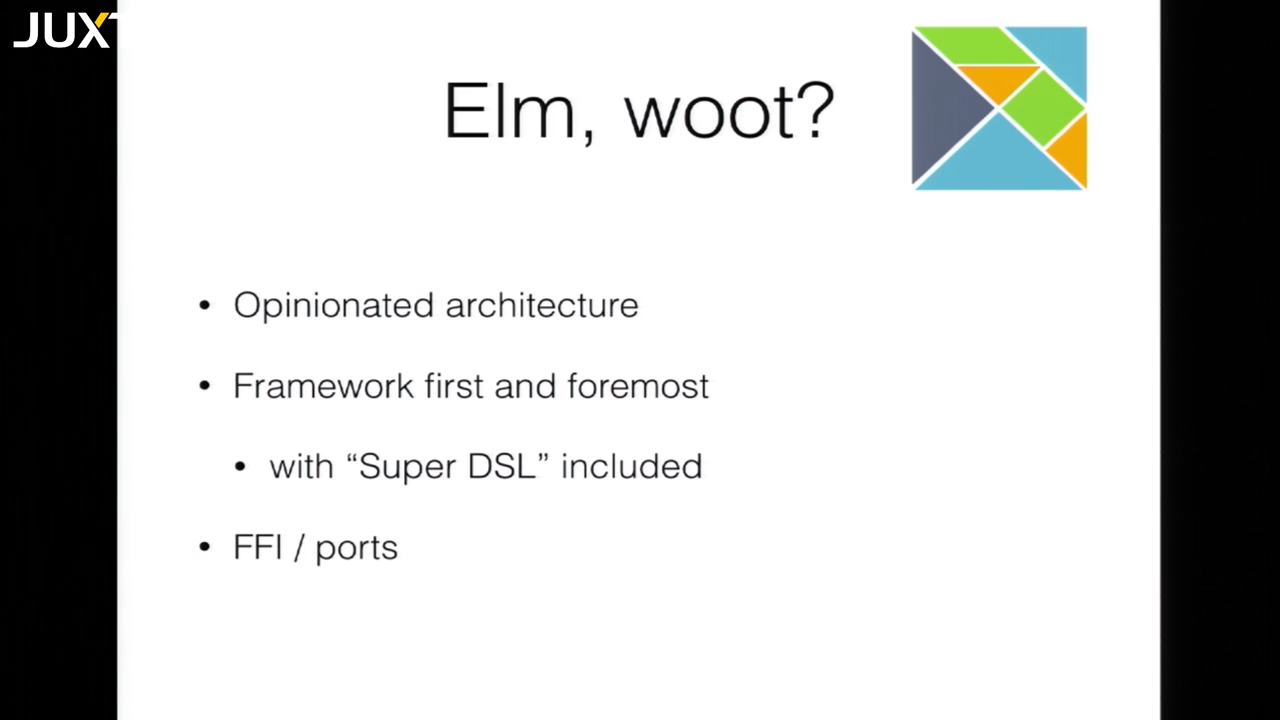 JUXT
Elm, woot?
• Opinionated architecture
• Framework first and foremost
• with “Super DSL” included
• FFI / ports